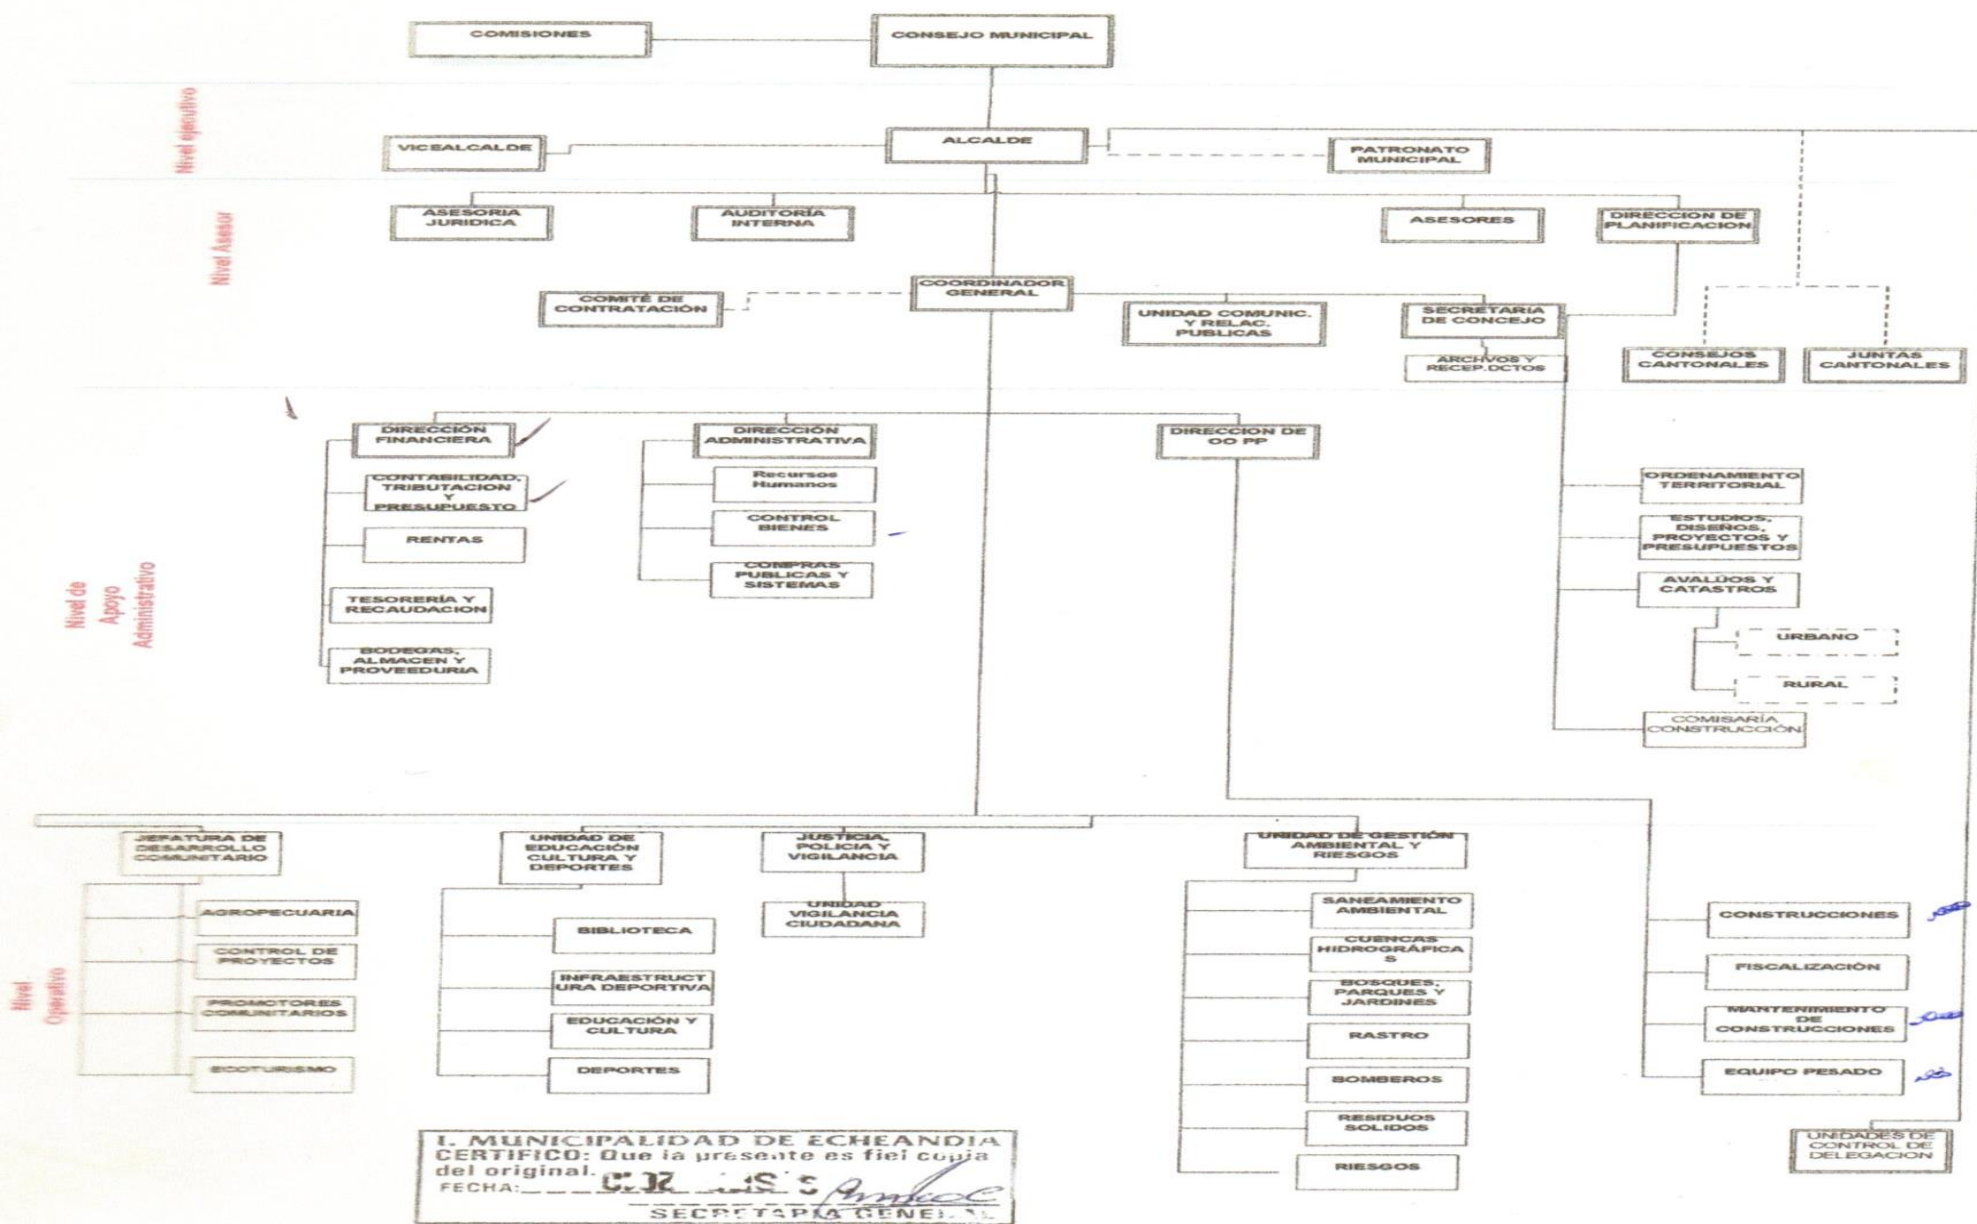 COMISIONES
CONSEJO MUNICIPAL
Nivel ejecutivo
VICEALCALDE
ALCALDE
PATRONATO
MUNICIPAL
Nivel Asesor
ASESORIA
JURIDICA
AUDITORÍA
INTERNA
ASESORES
DIRECCION DE
PLANIFICACION
COMITÉ DE
CONTRATACIÓN
COORDINADOR
GENERAL
UNIDAD COMUNIC.
Y RELAC.
PUBLICAS
SECRETARIA
DE CONCEJO
ARCHVOS Y
RECEP.DCTOS
CONSEJOS
CANTONALES
JUNTAS
CANTONALES
Nivel de
Apoyo
Administrativo
DIRECCIÓN
FINANCIERA
CONTABILIDAD,
TRIBUTACION
Y
PRESUPUESTO
RENTAS
TESORERÍA Y
RECAUDACION
BODEGAS,
ALMACEN Y
PROVEEDURIA
DIRECCIÓN
ADMINISTRATIVA
Recursos
Humanos
CONTROL
BIENES
COMPRAS
PUBLICAS Y
SISTEMAS
DIRECCION DE
OO PP
ORDENAMIENTO
TERRITORIAL
ESTUDIOS,
DISEÑOS,
PROYECTOS Y
PRESUPUESTOS
AVALÚOS Y
CATASTROS
URBANO
RURAL
COMISARÍA
CONSTRUCCIÓN
Nivel
Operativo
JEFATURA DE
DESARROLLO
COMUNITARIO
AGROPECUARIA
CONTROL DE
PROYECTOS
PROMOTORES
COMUNITARIOS
ECOTURISMO
UNIDAD DE
EDUCACIÓN
CULTURA Y
DEPORTES
BIBLIOTECA
INFRAESTRUCT
URA DEPORTIVA
EDUCACIÓN Y
CULTURA
DEPORTES
JUSTICIA,
POLICIA Y
VIGILANCIA
UNIDAD
VIGILANCIA
CIUDADANA
UNIDAD DE GESTIÓN
AMBIENTAL Y
RIESGOS
SANEAMIENTO
AMBIENTAL
CUENCAS
HIDROGRÁFICA
S
BOSQUES,
PARQUES Y
JARDINES
RASTRO
BOMBEROS
RESIDUOS
SOLIDOS
RIESGOS
CONSTRUCCIONES
FISCALIZACIÓN
MANTENIMIENTO
DE
CONSTRUCCIONES
EQUIPO PESADO
UNIDADES DE
CONTROL DE
DELEGACION
I. MUNICIPALIDAD DE ECHEANDIA
CERTIFICO: Que la presente es fiel copia
del original.
FECHA:
SECRETARIA GENERAL